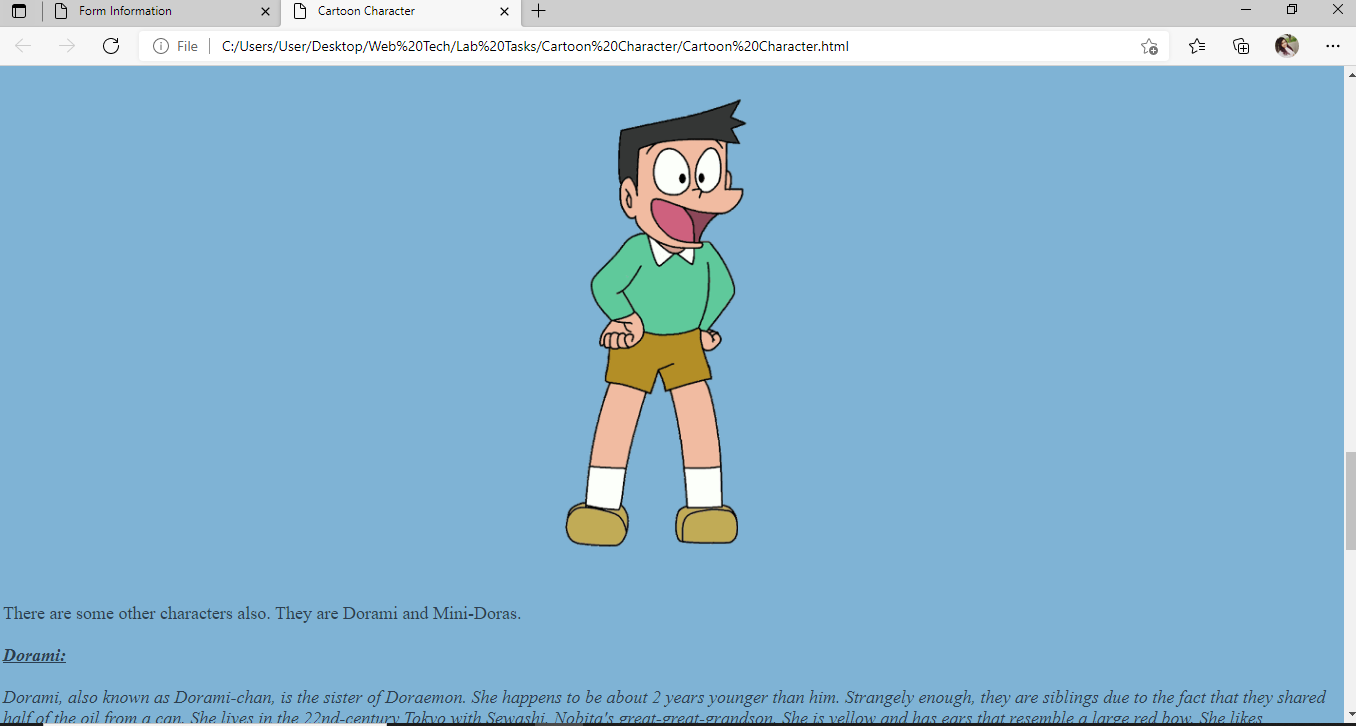 Form Information
Cartoon Character
File
C:/Users/User/Desktop/Web%20Tech/Lab%20Tasks/Cartoon%20Character/Cartoon%20Character.html
There are some other characters also. They are Dorami and Mini-Doras.
Dorami:
Dorami, also known as Dorami-chan, is the sister of Doraemon. She happens to be about 2 years younger than him. Strangely enough, they are siblings due to the fact that they shared
half of the oil from a can. She lives in the 22nd-century Tokyo with Sewashi, Nobita's great-great-grandson. She is yellow and has ears that resemble a large red bow. She likes